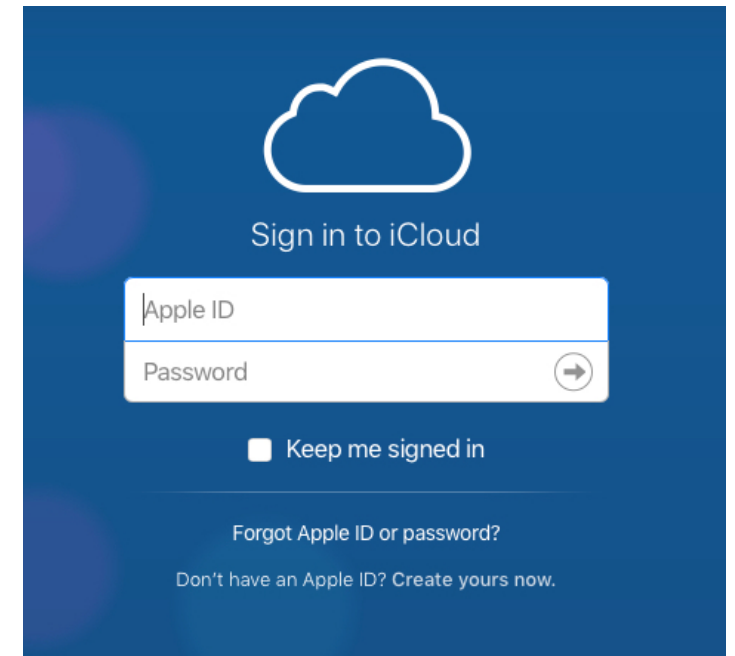 Sign in to iCloud
Apple ID
Password
Keep me signed in
Forgot Apple ID or password?
Don't have an Apple ID? Create yours now.